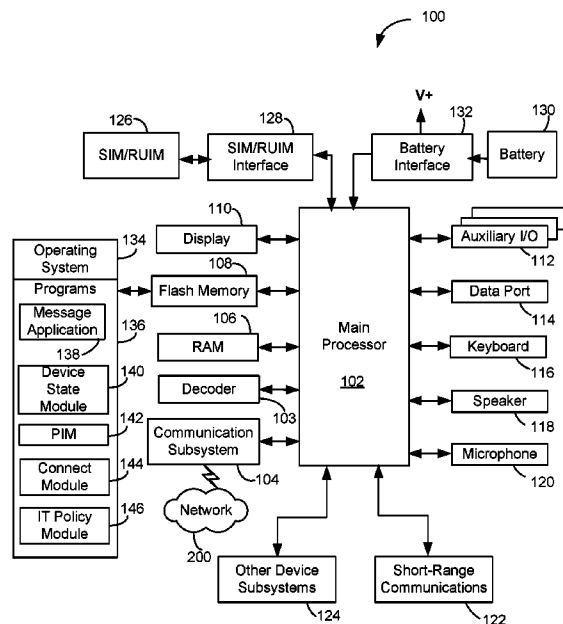 100
V+
126
128
132
130
SIM/RUIM
SIM/RUIM
Interface
Battery
Interface
Battery
110
Display
Auxiliary I/O
112
134
Operating
System
108
Programs
Flash Memory
Data Port
114
Message
Application
136
138
106
RAM
Main
Processor
102
Keyboard
116
140
Device
State
Module
Decoder
103
Speaker
118
142
PIM
Communication
Subsystem
104
Microphone
120
144
Connect
Module
Network
200
146
IT Policy
Module
Other Device
Subsystems
124
Short-Range
Communications
122